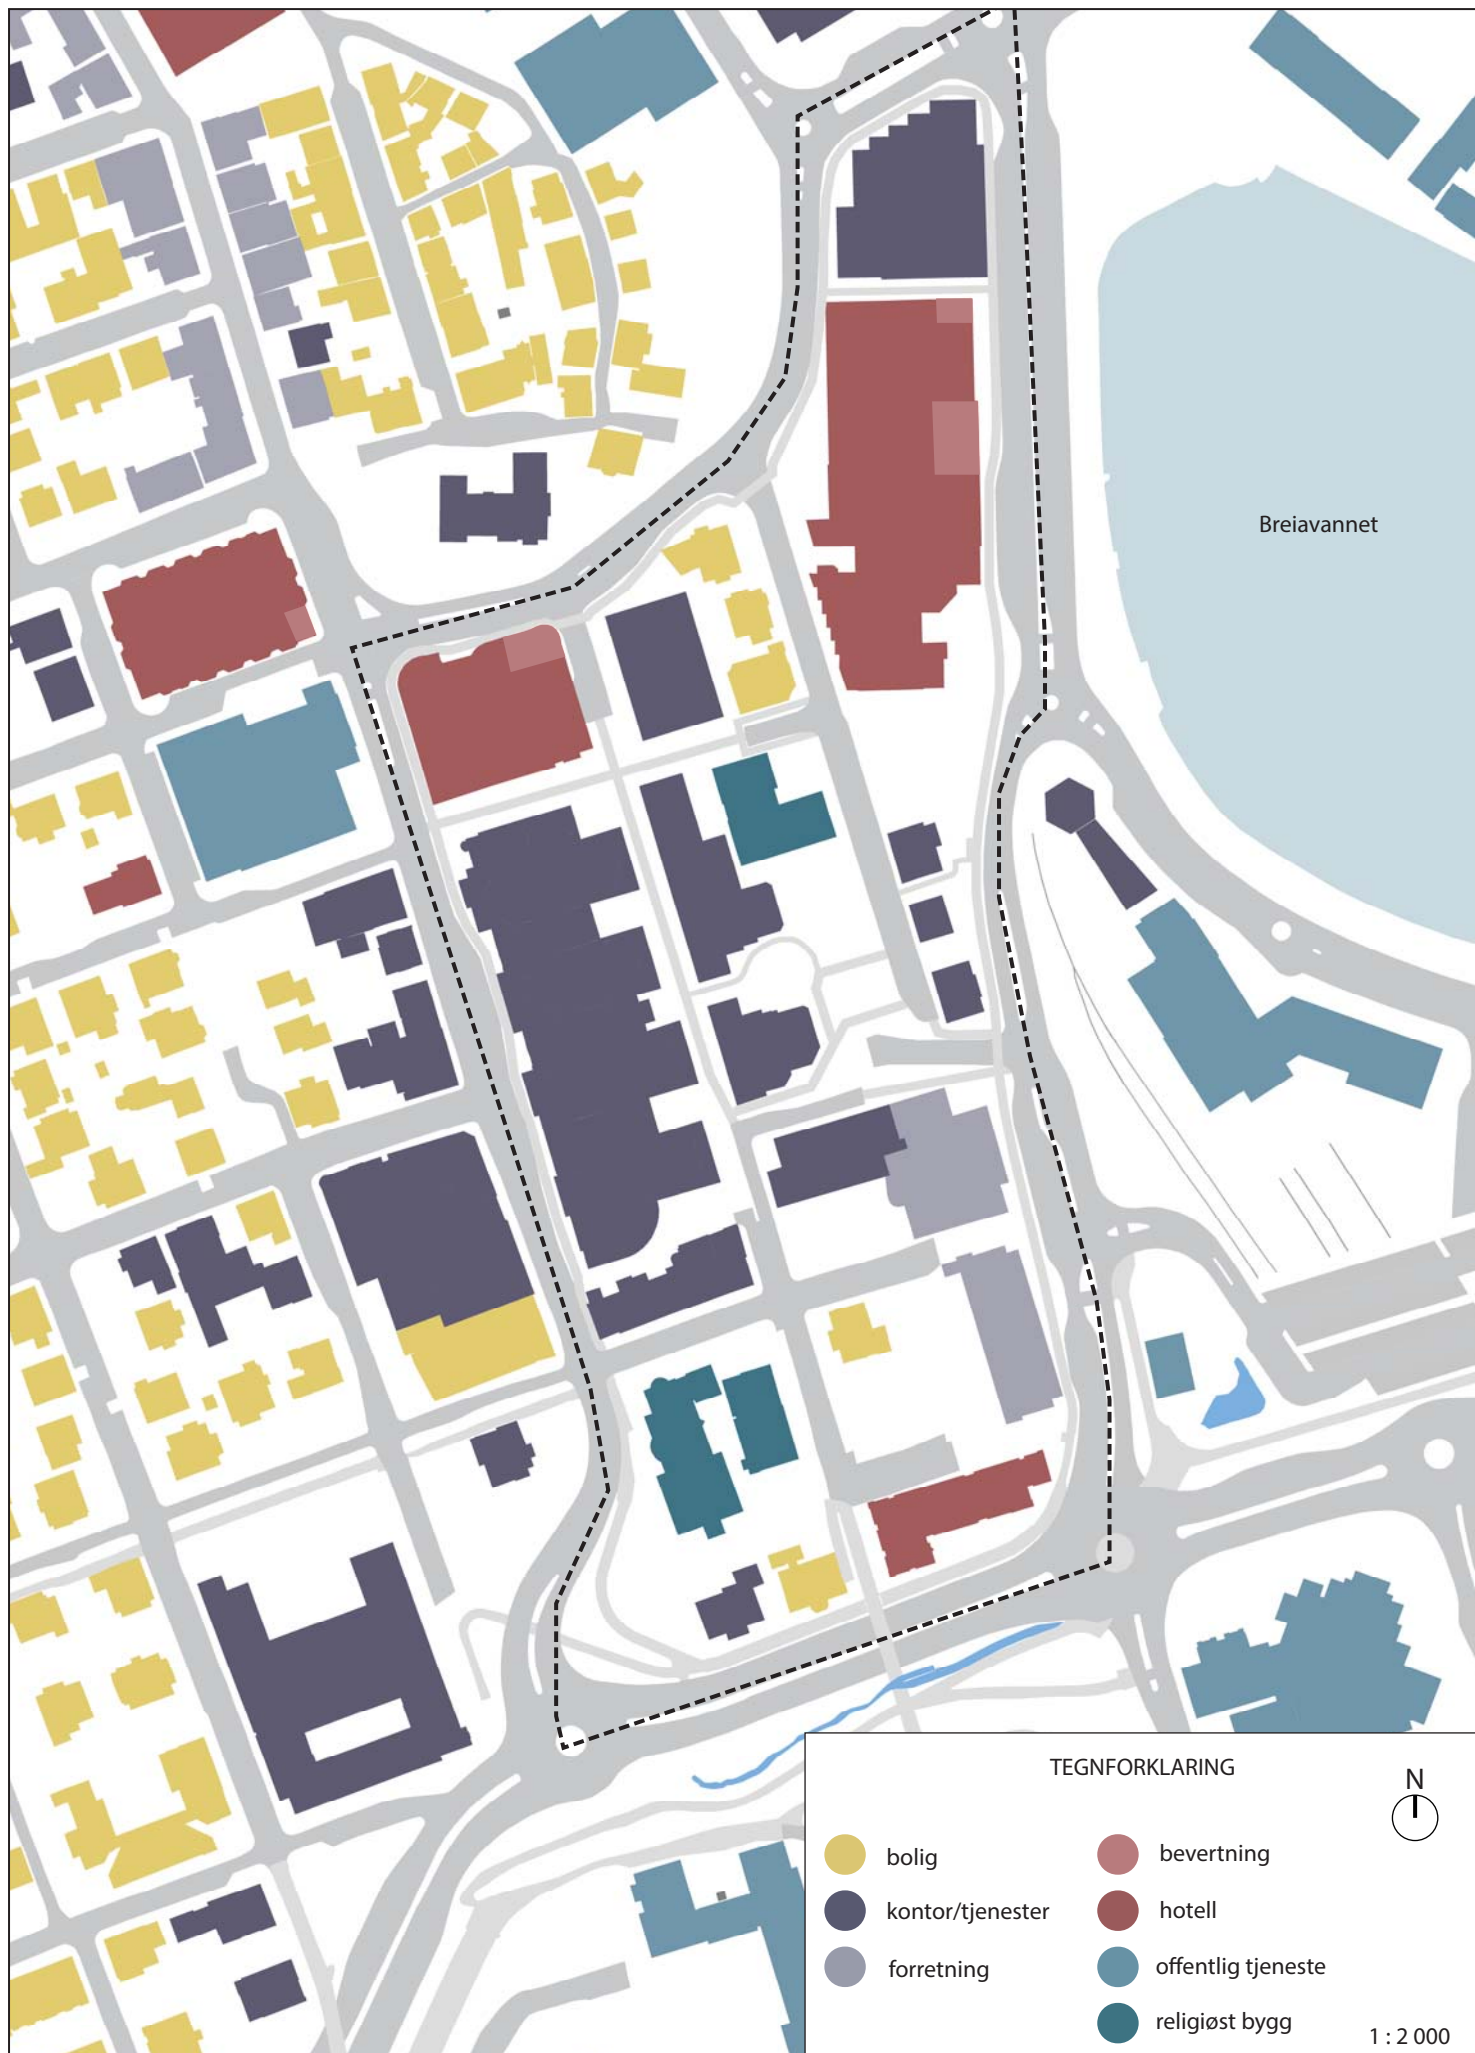 Breiavannet
TEGNFORKLARING
N
bolig
kontor/tjenester
forretning
bevertning
hotell
offentlig tjeneste
religiøst bygg
1 : 2 000